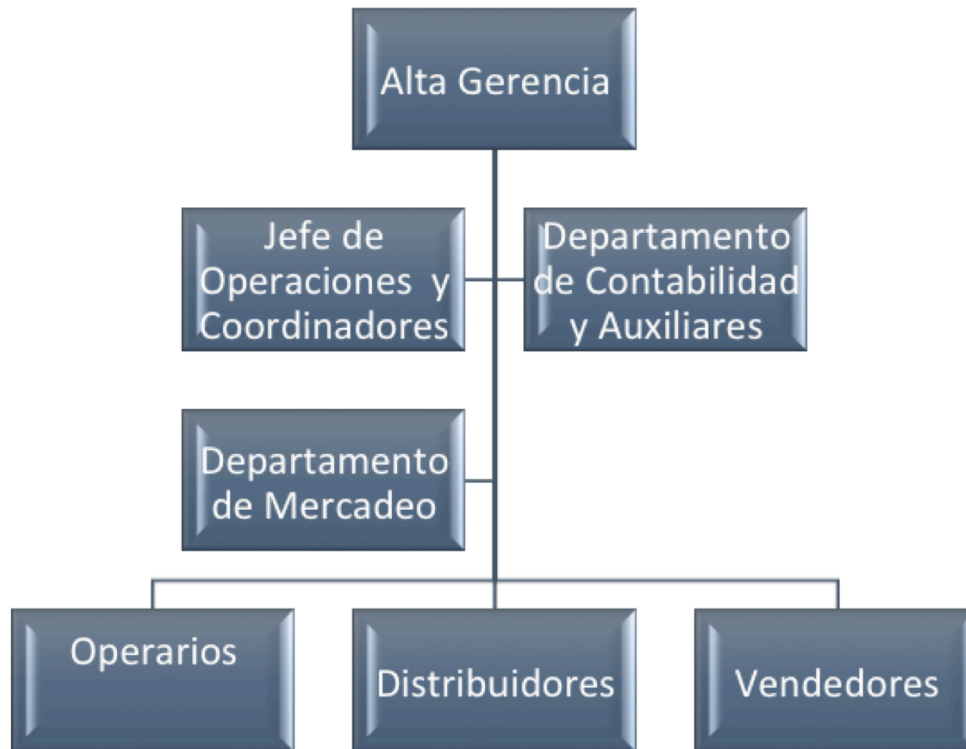 Alta Gerencia
Jefe de
Operaciones y
Coordinadores
Departamento
de Contabilidad
y Auxiliares
Departamento
de Mercadeo
Operarios
Distribuidores
Vendedores